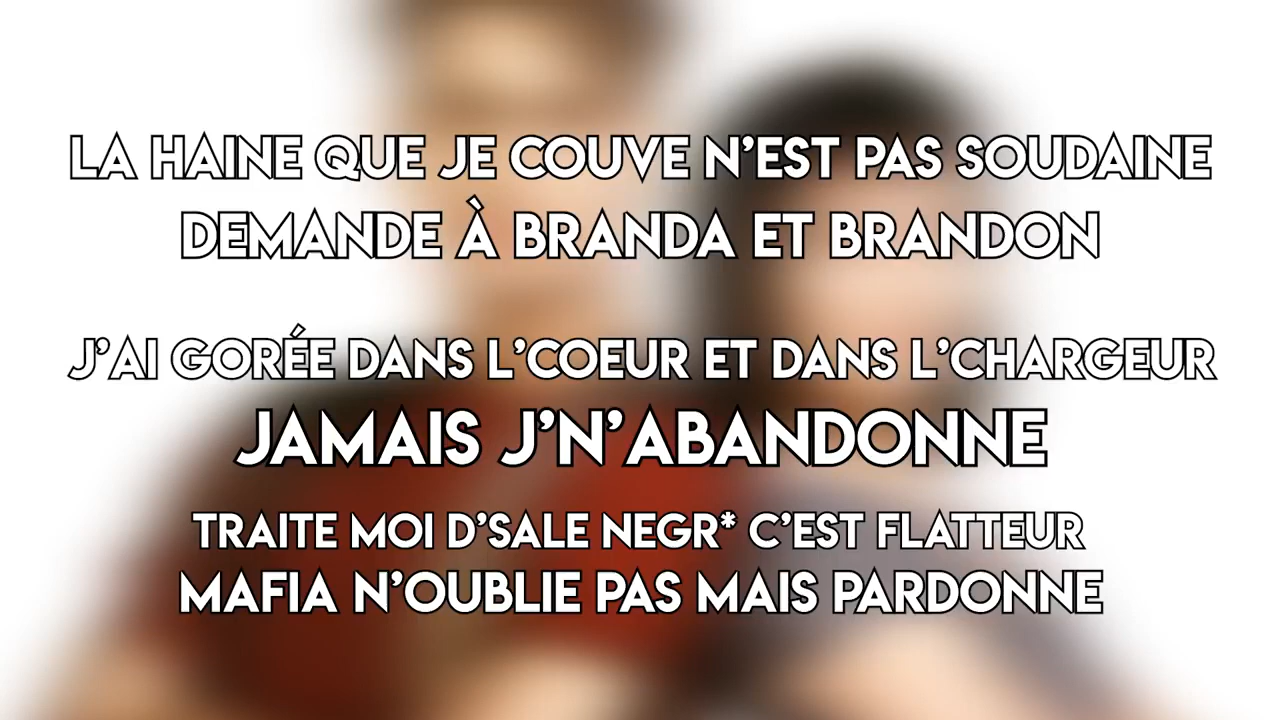 LA HAINE QUE JE COUVE N'EST PAS SOUDAINE
DEMANDE À BRANDA ET BRANDON
J'AI GORÉE DANS L'COEUR ET DANS L'CHARGEUR
JAMAIS J'N'ABANDONNE
TRAITE MOI D'SALE NEGR* C'EST FLATTEUR
MAFIA N'OUBLIE PAS MAIS PARDONNE